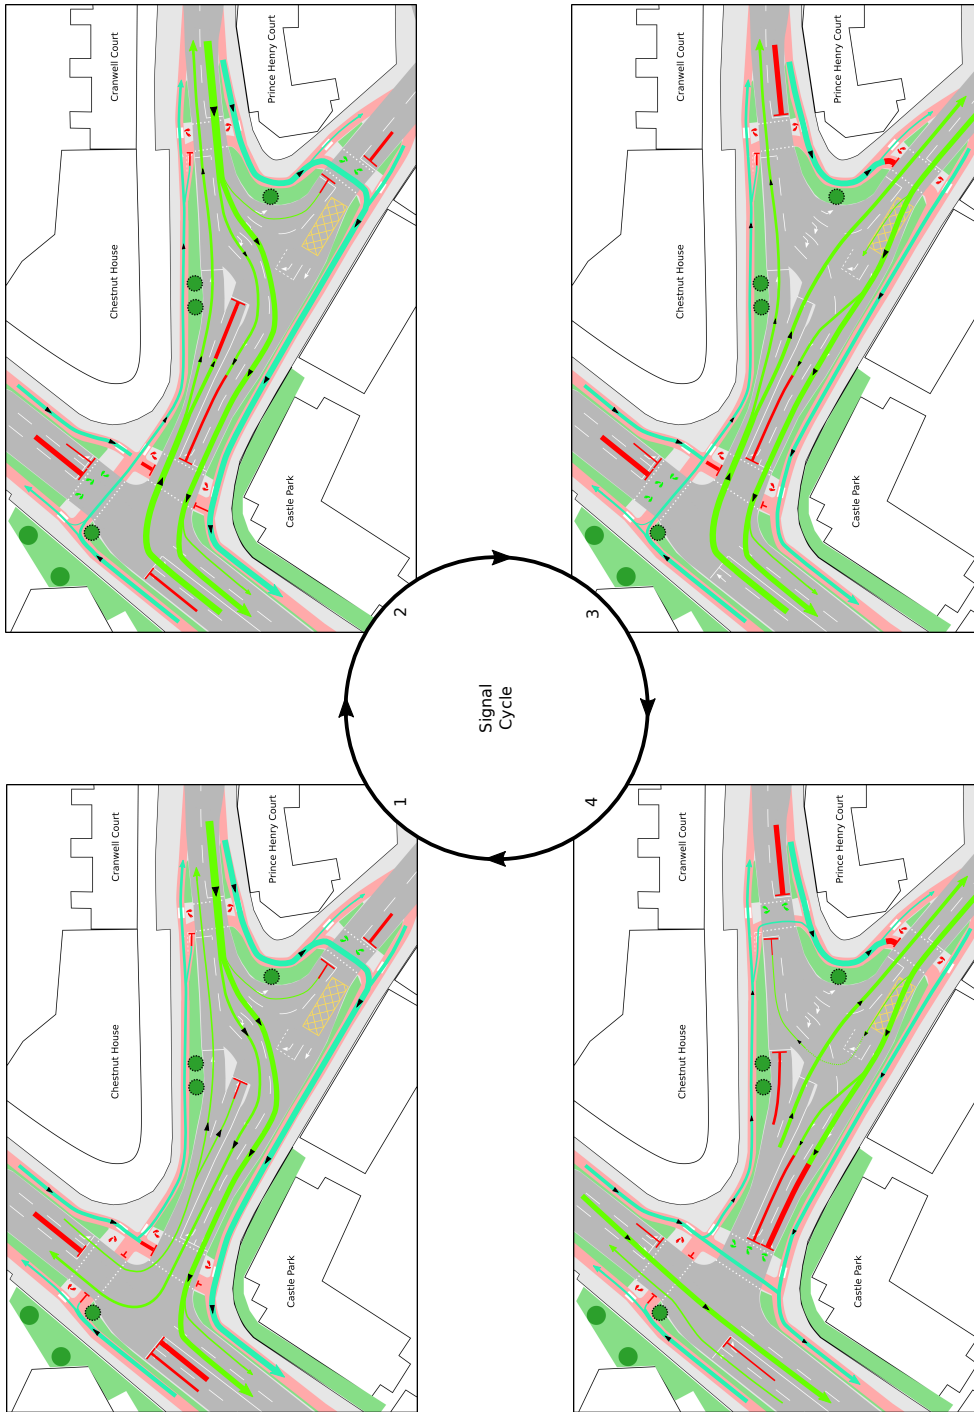 Chestnut House
Cranwell Court
Castle Park
Prince Henry Court
Chestnut House
Cranwell Court
Castle Park
Prince Henry Court
1
2
Signal
Cycle
4
3
Chestnut House
Cranwell Court
Castle Park
Prince Henry Court
Chestnut House
Cranwell Court
Castle Park
Prince Henry Court